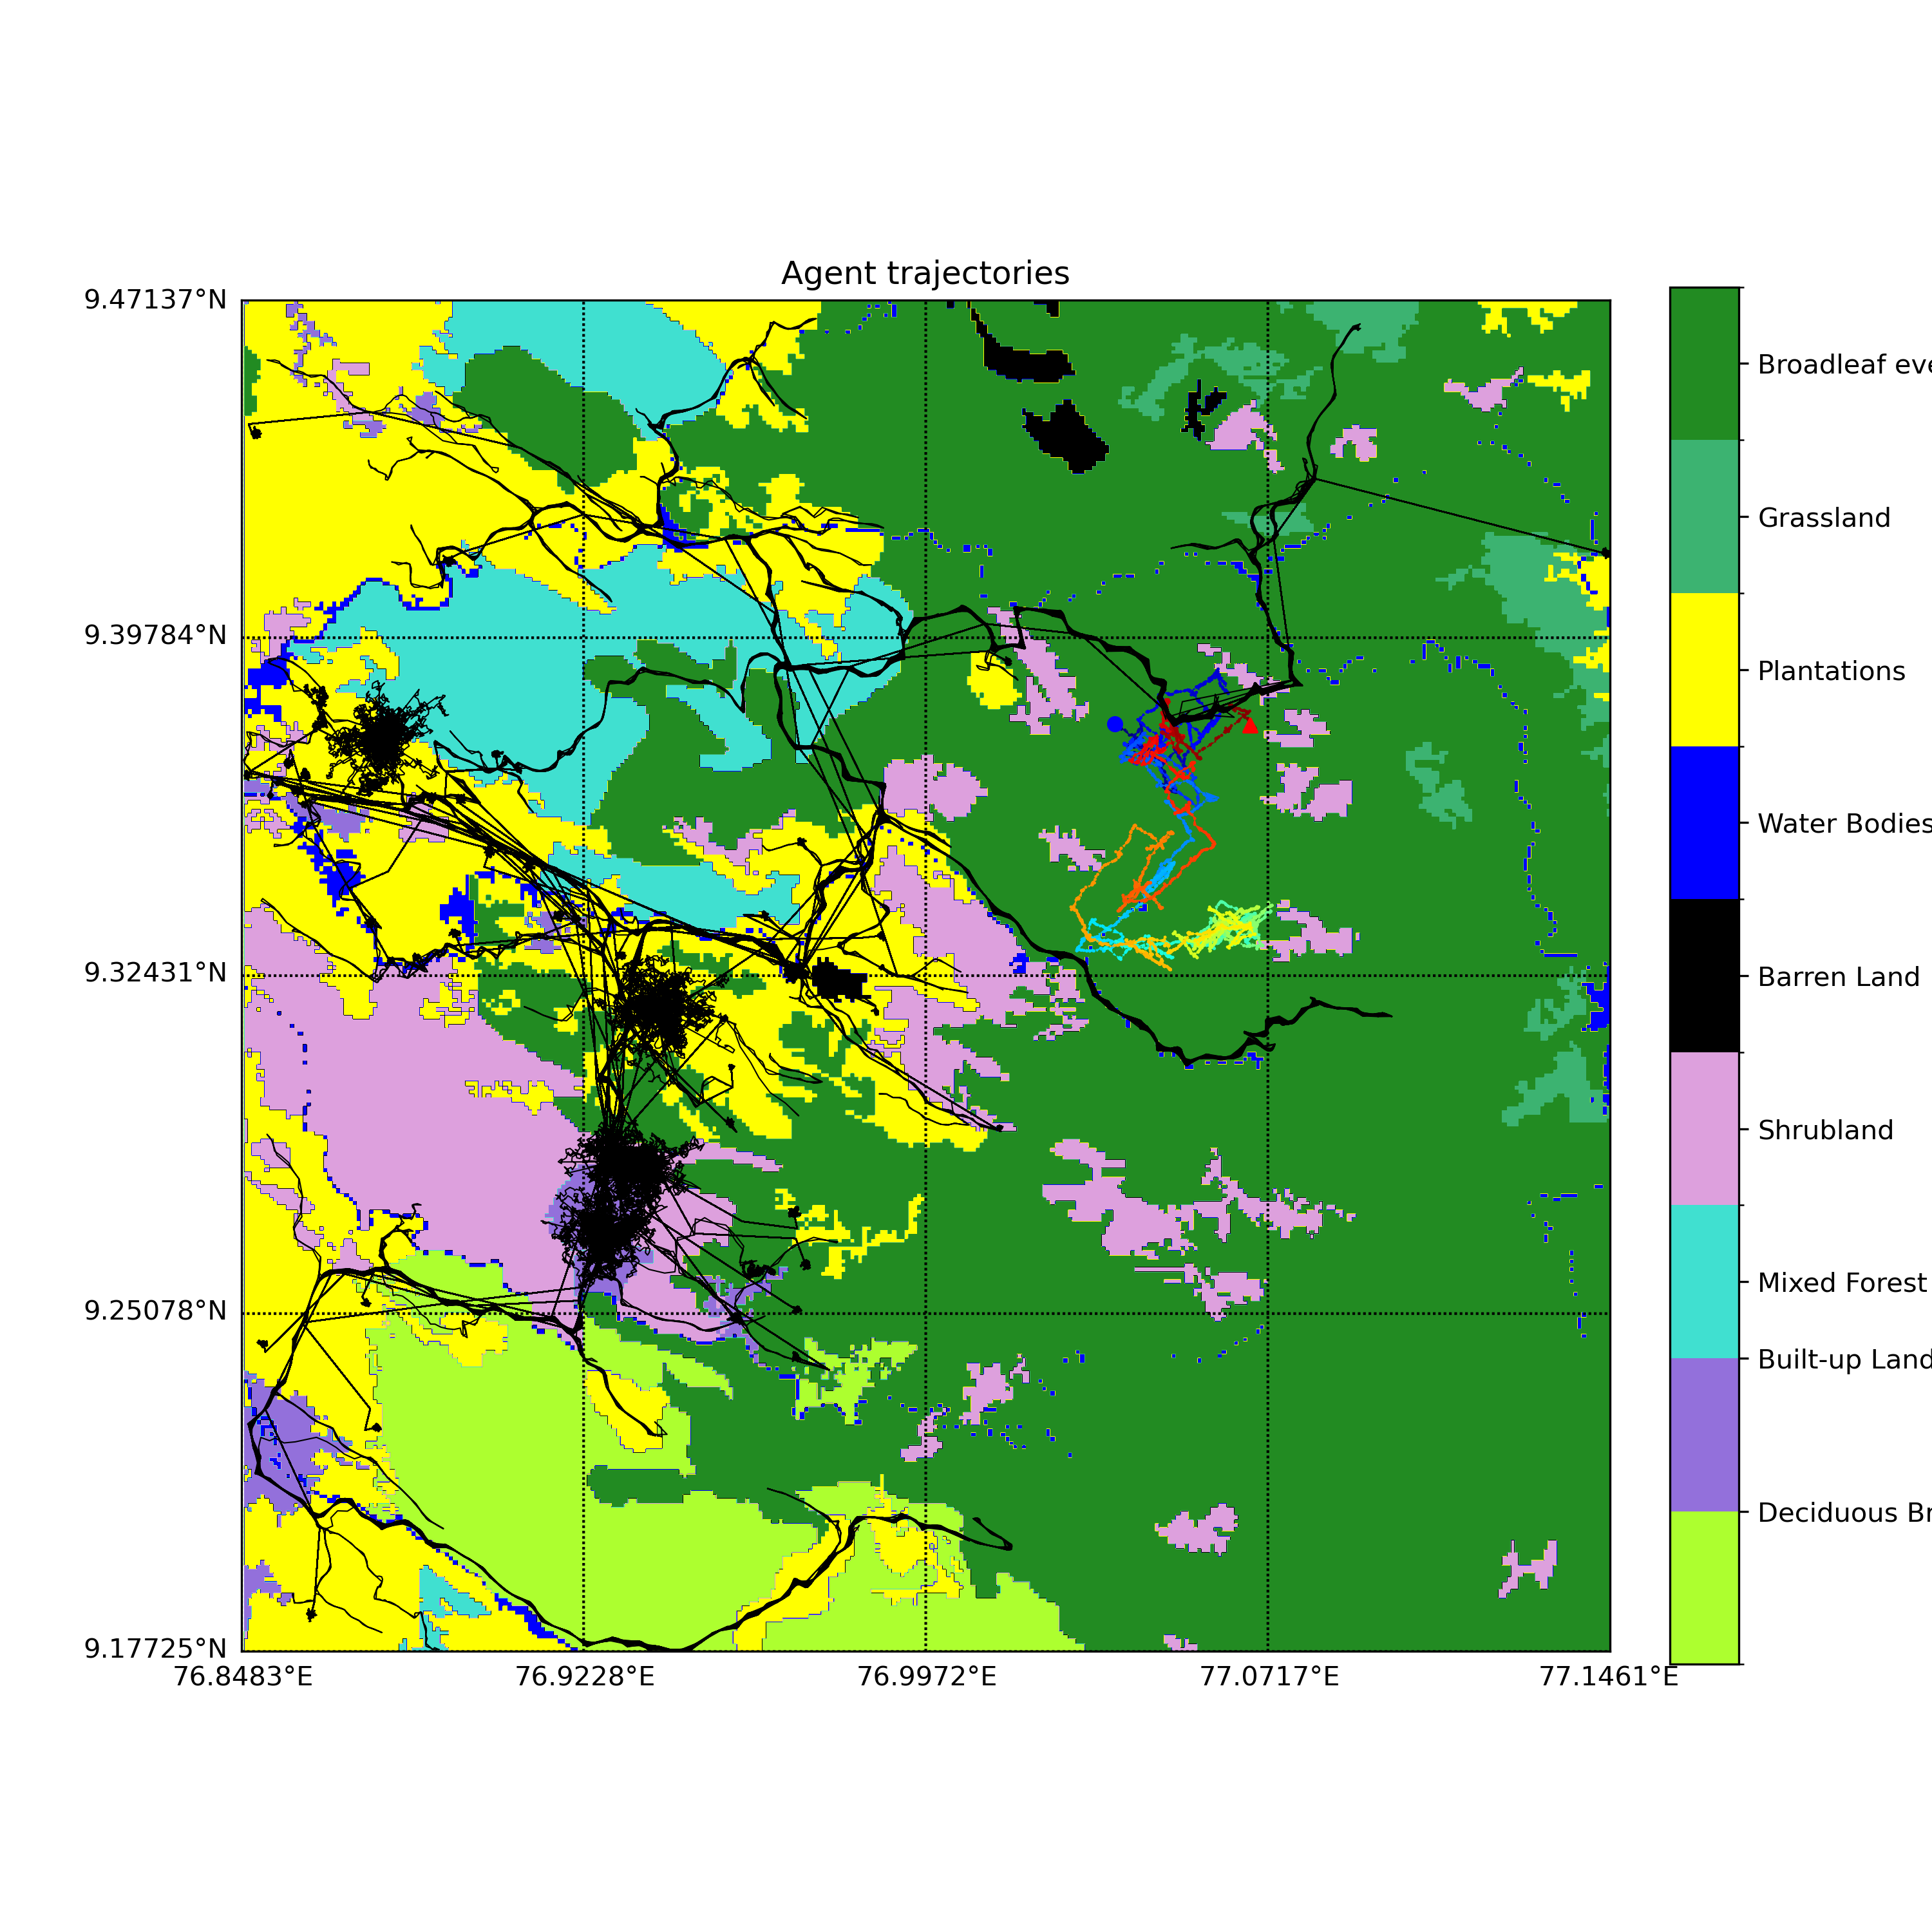 Agent trajectories
9.47137°N
9.39784°N
9.32431°N
9.25078°N
9.17725°N
76.8483°E
76.9228°E
76.9972°E
77.0717°E
77.1461°E
Broadleaf eve
Grassland
Plantations
Water Bodies
Barren Land
Shrubland
Mixed Forest
Built-up Land
Deciduous Br